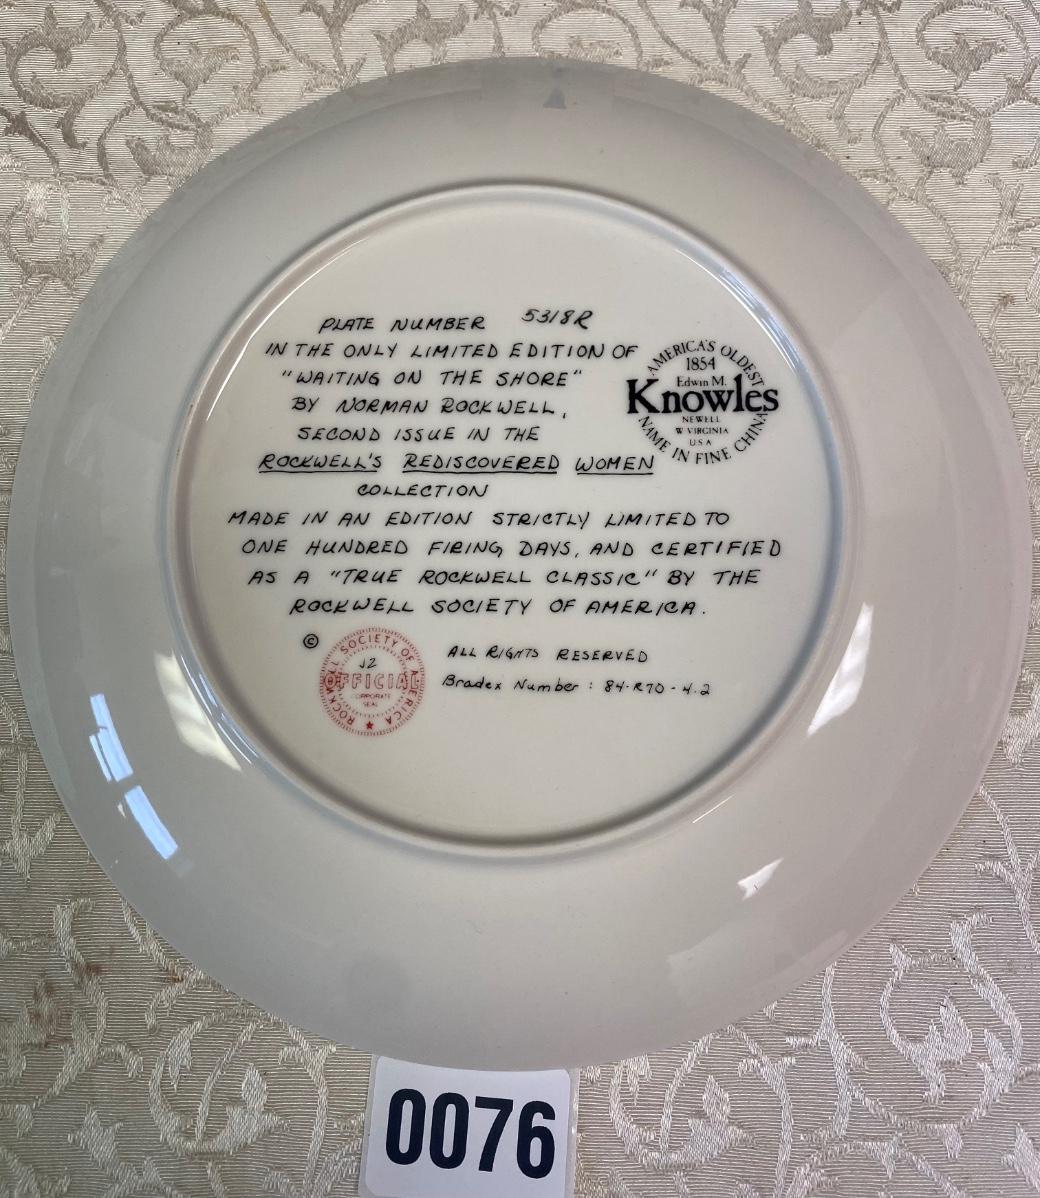 PLATE NUMBER 5318R
IN THE ONLY LIMITED EDITION OF
"WAITING ON THE SHORE"
BY NORMAN ROCKWELL,
SECOND ISSUE IN THE
ROCKWELL'S REDISCOVERED WOMEN
COLLECTION
MADE IN AN EDITION STRICTLY LIMITED TO
ONE HUNDRED FIRING DAYS, AND CERTIFIED
AS A "TRUE ROCKWELL CLASSIC" BY THE
ROCKWELL SOCIETY OF AMERICA.
AMERICA'S OLDEST
1854
Edwin M.
Knowles
NEWELL
W VIRGINIA
USA
NAME IN FINE CHINA
©
ROCKWELL SOCIETY OF AMERICA
J2
OFFICIAL
CORPORATE
SEAL
ALL RIGHTS RESERVED
Bradex Number : 84-R70-4.2
0076